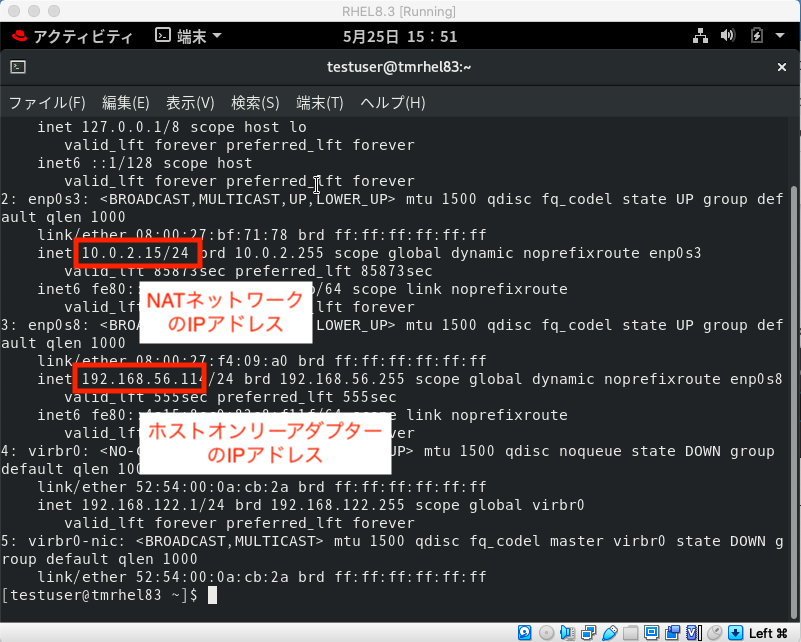 RHEL8.3 [Running]
アクティビティ 端末 5月25日 15：51
testuser@tmrhel83:~
ファイル(F) 編集(E) 表示(V) 検索(S) 端末(T) ヘルプ(H)
inet 127.0.0.1/8 scope host lo
valid_lft forever preferred_lft forever
inet6 ::1/128 scope host
valid_lft forever preferred_lft forever
2: enp0s3: <BROADCAST,MULTICAST,UP,LOWER_UP> mtu 1500 qdisc fq_codel state UP group def
ault qlen 1000
link/ether 08:00:27:bf:71:78 brd ff:ff:ff:ff:ff:ff
inet 10.0.2.15/24 brd 10.0.2.255 scope global dynamic noprefixroute enp0s3
valid_lft 85873sec preferred_lft 85873sec
inet6 fe80: /64 scope link noprefixroute
valid_lf t forever
NATネットワーク
のIPアドレス
3: enp0s8: <BROA LOWER_UP> mtu 1500 qdisc fq_codel state UP group def
ault qlen 1000
link/ether 08:00:27:f4:09:a0 brd ff:ff:ff:ff:ff:ff
inet 192.168.56.114/24 brd 192.168.56.255 scope global dynamic noprefixroute enp0s8
valid_lft 555sec preferred_lft 555sec
inet6 fe80: link noprefixroute
valid_lf
ホストオンリーアダプター
のIPアドレス
4: virbr0: <NO-C UP> mtu 1500 qdisc noqueue state DOWN group
default qlen 100
link/ether 52:54:00:0a:cb:2a brd ff:ff:ff:ff:ff:ff
inet 192.168.122.1/24 brd 192.168.122.255 scope global virbr0
valid_lft forever preferred_lft forever
5: virbr0-nic: <BROADCAST,MULTICAST> mtu 1500 qdisc fq_codel master virbr0 state DOWN g
roup default qlen 1000
link/ether 52:54:00:0a:cb:2a brd ff:ff:ff:ff:ff:ff
[testuser@tmrhel83 ~]$
Left ⌘